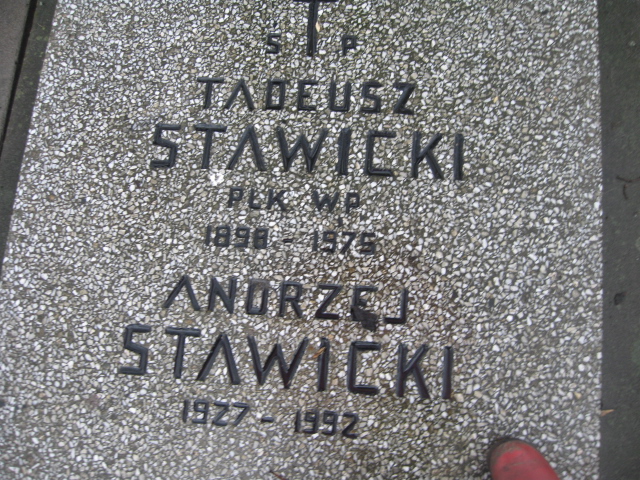 Ś P
TADEUSZ
STAWICKI
PŁK WP
1898 - 1975
ANDRZEJ
STAWICKI
1927 - 1992